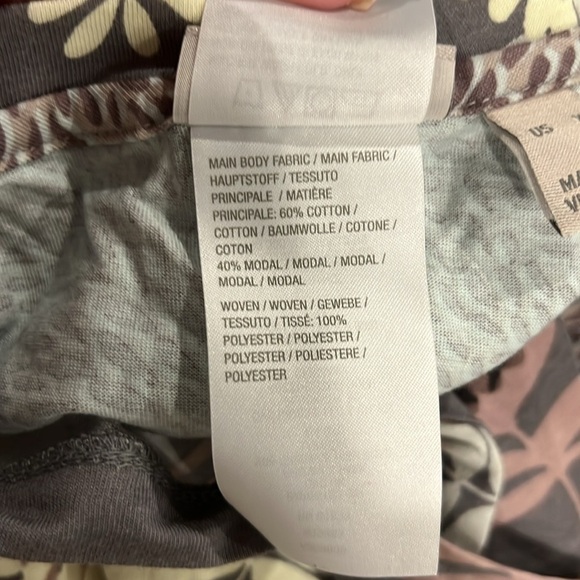 MAIN BODY FABRIC / MAIN FABRIC /
HAUPTSTOFF / TESSUTO
PRINCIPALE / MATIÈRE
PRINCIPALE: 60% COTTON /
COTTON / BAUMWOLLE / COTONE /
COTON
40% MODAL / MODAL / MODAL /
MODAL / MODAL
WOVEN / WOVEN / GEWEBE /
TESSUTO / TISSÉ: 100%
POLYESTER / POLYESTER /
POLYESTER / POLIESTERE /
POLYESTER
US
MA